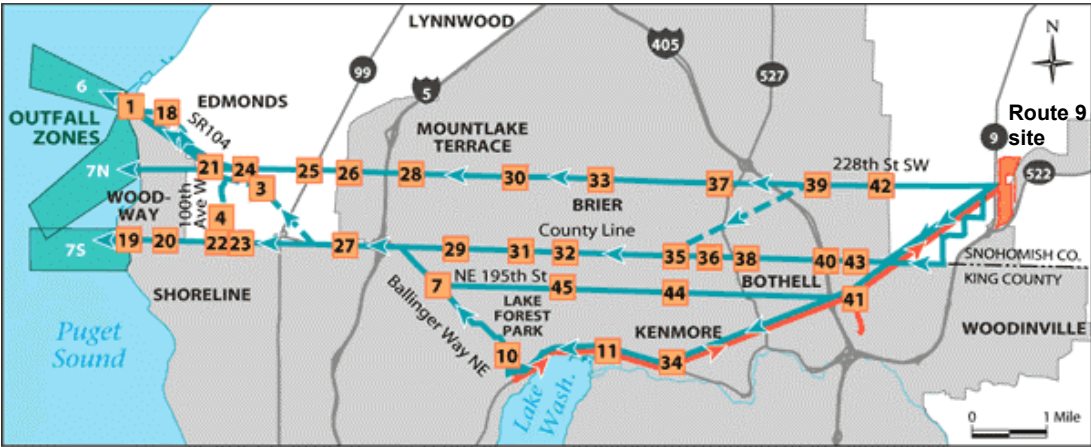 LYNNWOOD
405
527
99
5
N
6
1
18
EDMONDS
SR104
OUTFALL
ZONES
MOUNTLAKE
TERRACE
9
Route 9
site
522
7N
21
24
25
26
28
30
33
37
39
42
228th St SW
3
WOOD-
WAY
100th
Ave W
4
BRIER
County Line
7S
19
20
22
23
27
29
31
32
35
36
38
40
43
SNOHOMISH CO.
KING COUNTY
BOTHELL
NE 195th St
7
45
44
41
SHORELINE
Ballinger Way NE
LAKE
FOREST
PARK
KENMORE
WOODINVILLE
Puget
Sound
10
11
34
Lake
Wash.
0
1 Mile